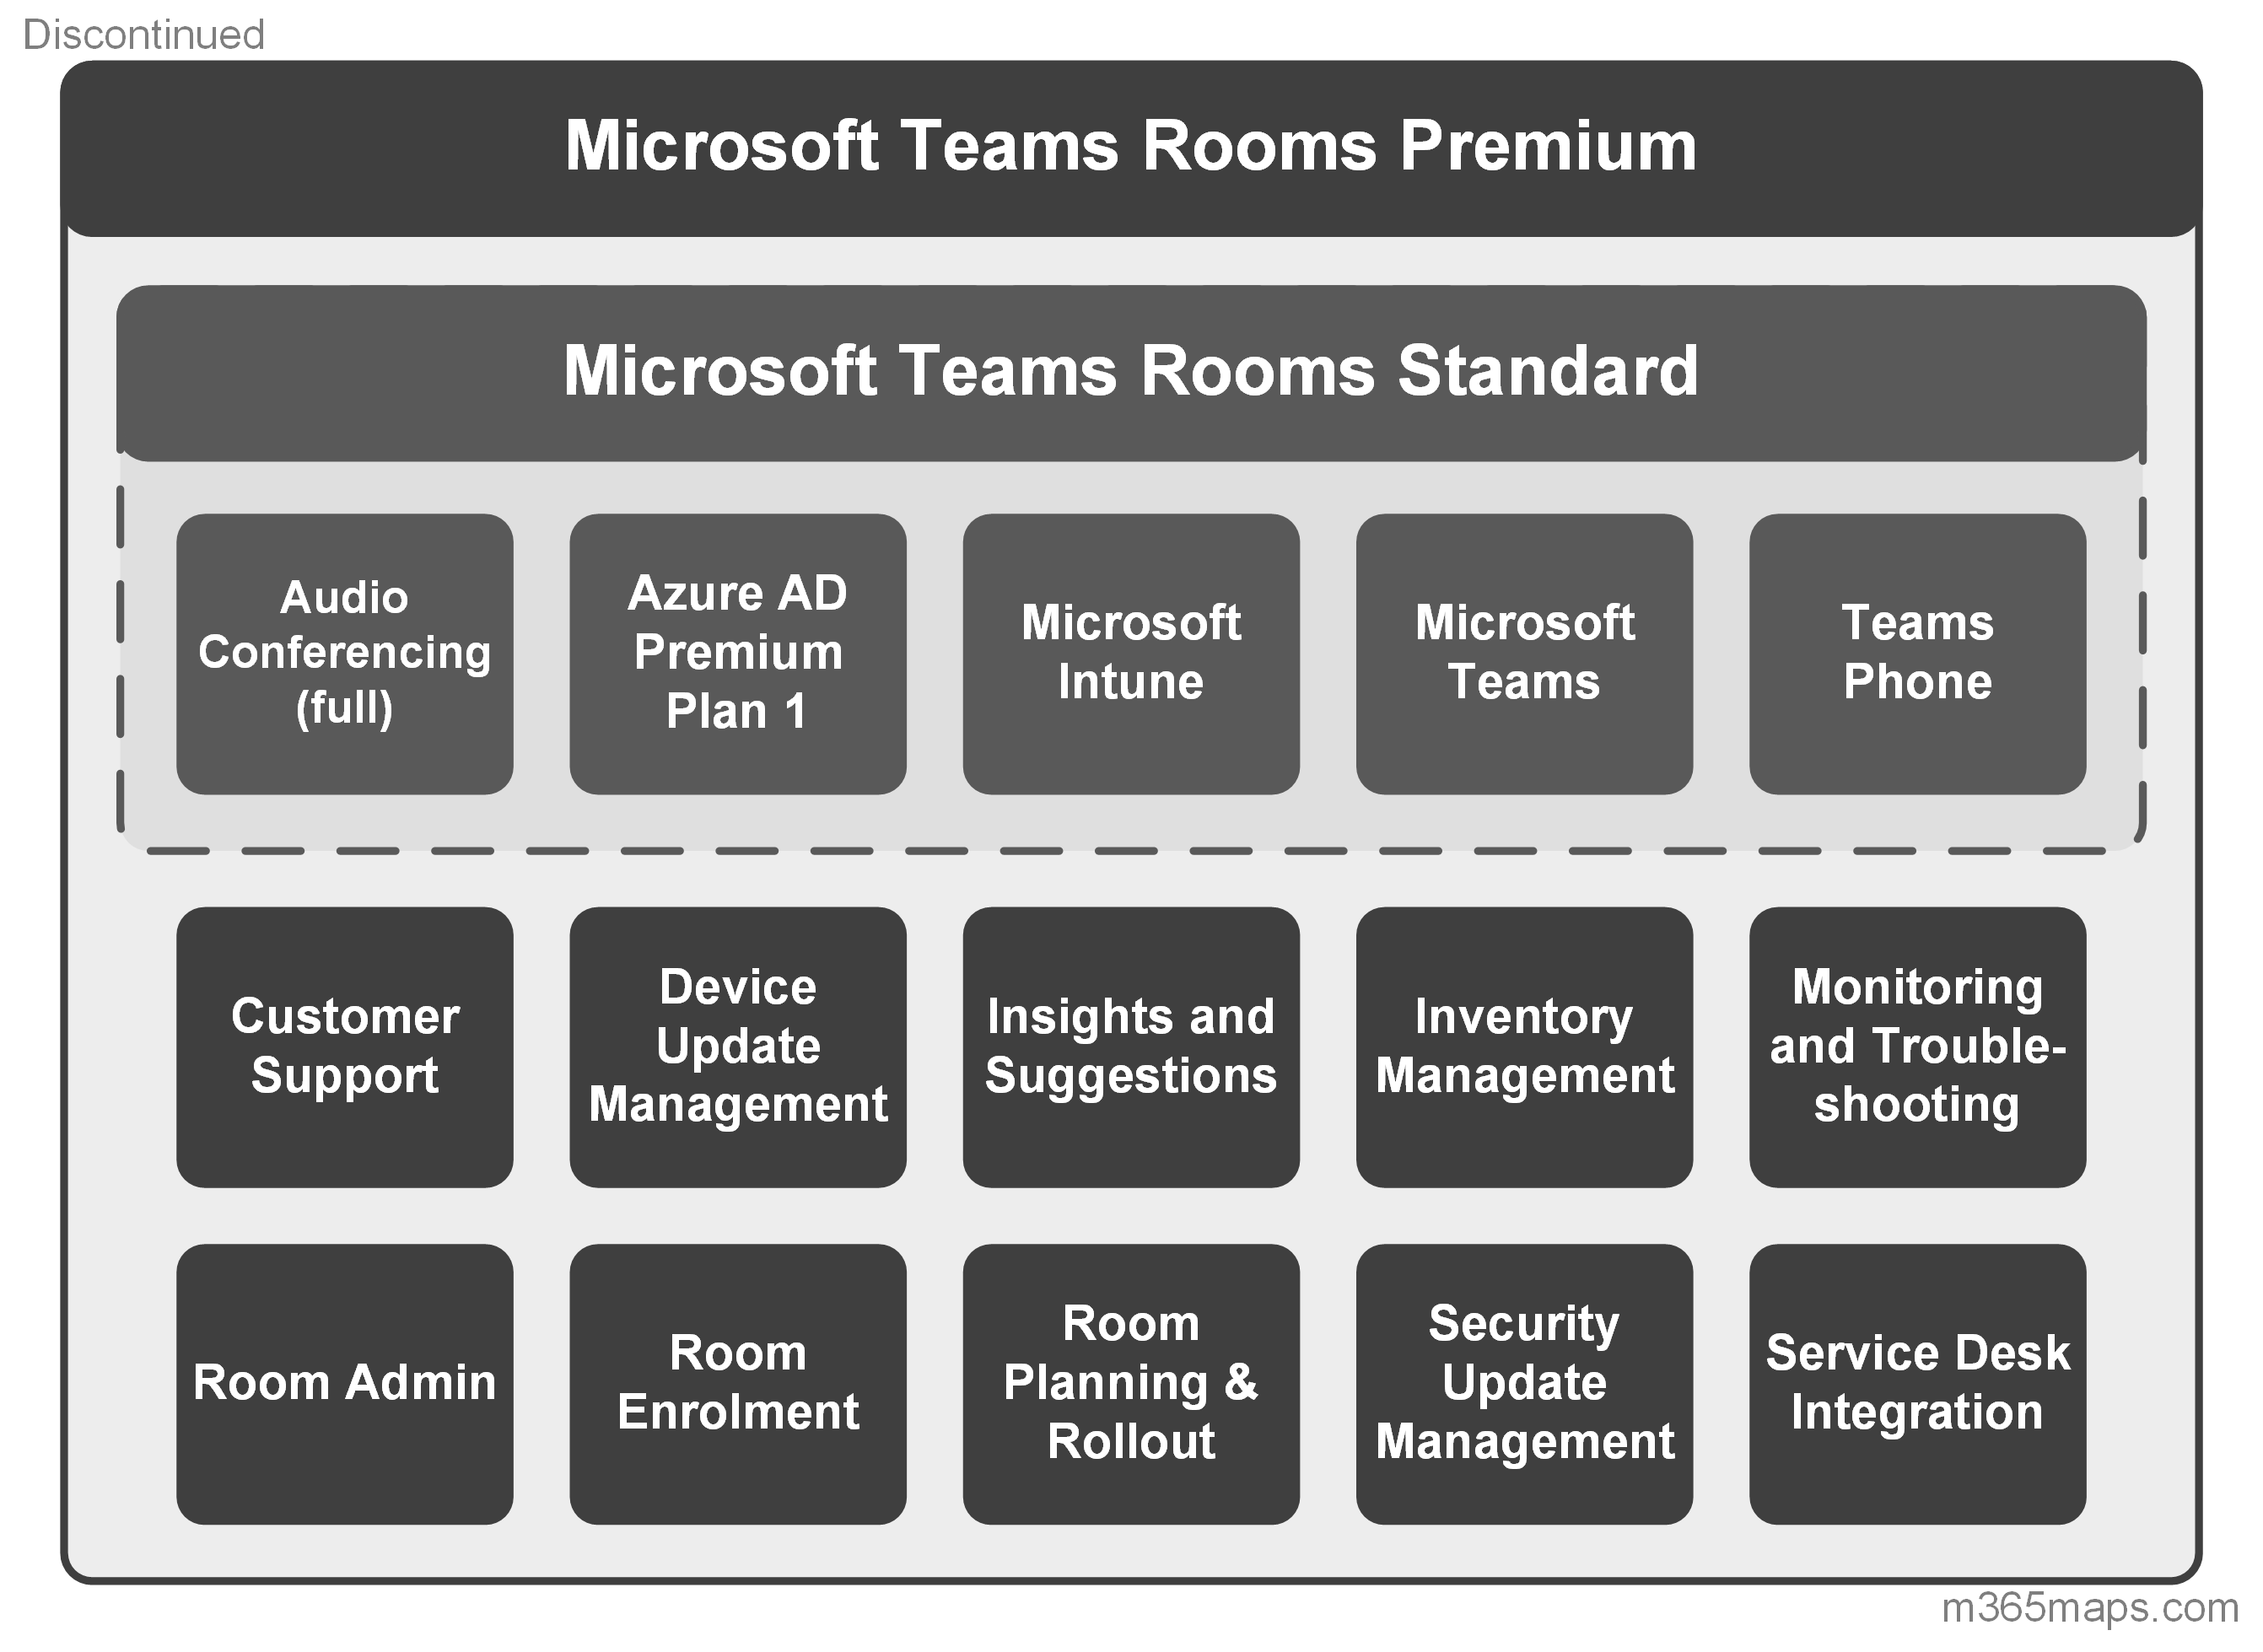 Discontinued
Microsoft Teams Rooms Premium
Microsoft Teams Rooms Standard
Audio
Conferencing
(full)
Azure AD
Premium
Plan 1
Microsoft
Intune
Microsoft
Teams
Teams
Phone
Customer
Support
Device
Update
Management
Insights and
Suggestions
Inventory
Management
Monitoring
and Trouble-
shooting
Room Admin
Room
Enrolment
Room
Planning &
Rollout
Security
Update
Management
Service Desk
Integration
m365maps.com